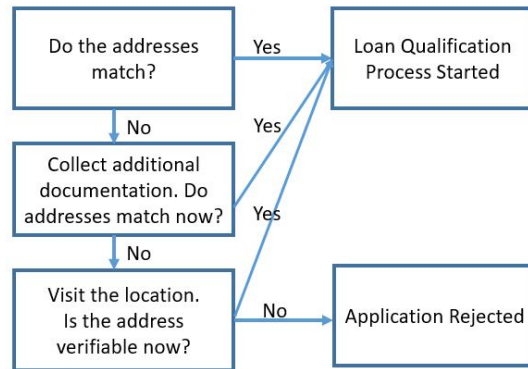 Do the addresses
match?
Yes
Loan Qualification
Process Started
No
Yes
Collect additional
documentation. Do
addresses match now?
Yes
No
Visit the location.
Is the address
verifiable now?
No
Application Rejected